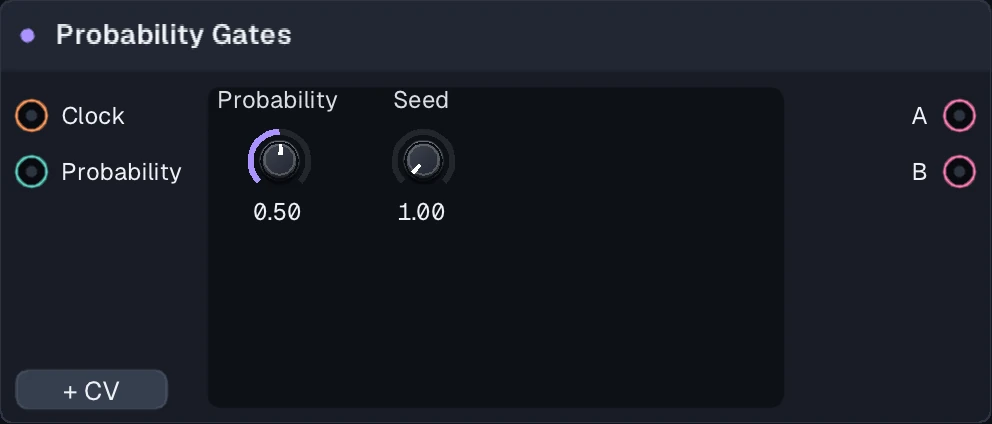 Probability Gates
Clock
Probability
Probability
Seed
0.50
1.00
A
B
+ CV